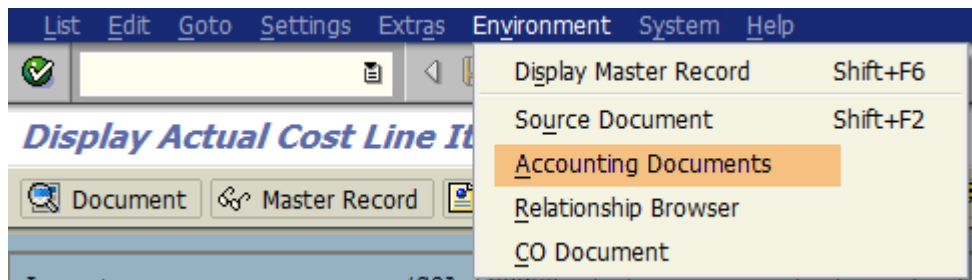 List Edit Goto Settings Extras Environment System Help
Display Master Record Shift+F6
Source Document Shift+F2
Display Actual Cost Line It
Accounting Documents
Document Master Record
Relationship Browser
CO Document